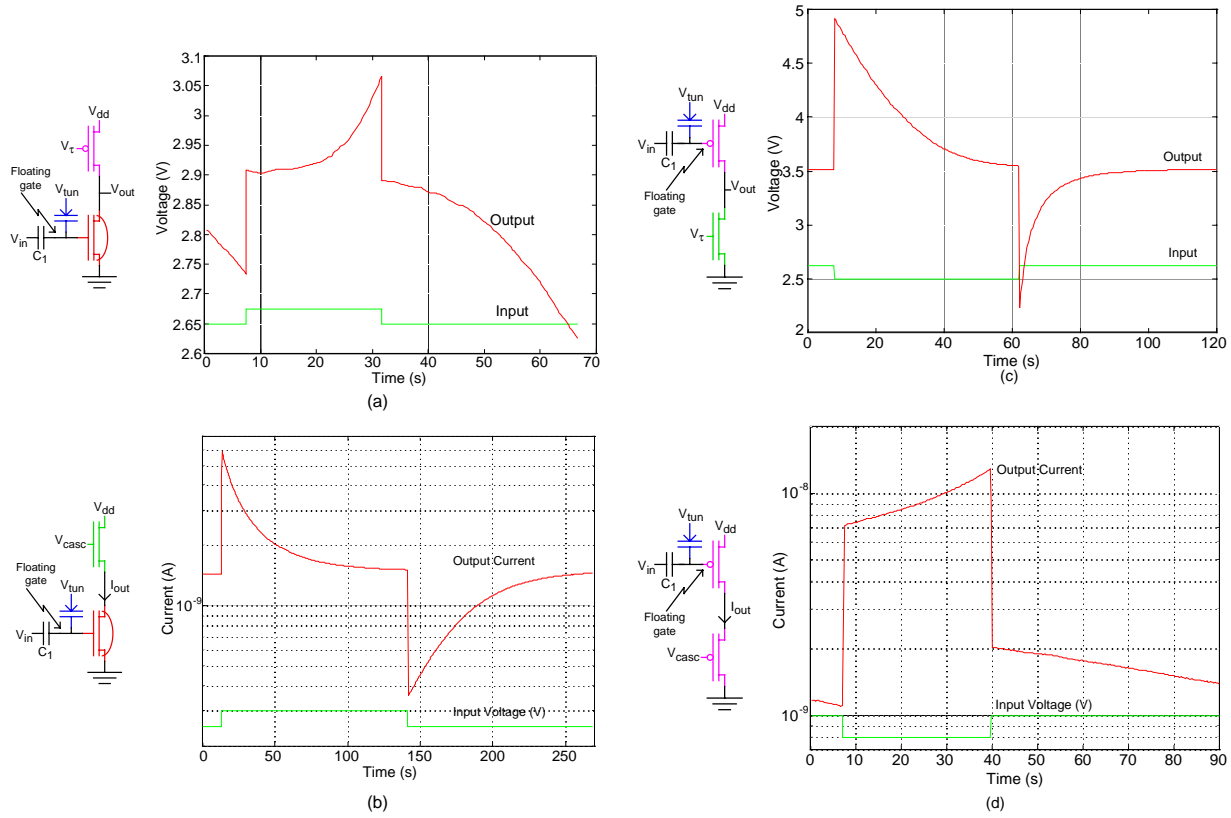 V_dd
V_τ
Floating
gate
V_tun
V_out
V_in
C_1
3.1
3.05
3
2.95
2.9
2.85
2.8
2.75
2.7
2.65
2.6
Voltage (V)
Output
Input
0 10 20 30 40 50 60 70
Time (s)
(a)
V_tun
V_dd
V_in
C_1
Floating
gate
V_out
V_τ
5
4.5
4
3.5
3
2.5
2
Voltage (V)
Output
Input
0 20 40 60 80 100 120
Time (s)
(c)
V_dd
V_casc
Floating
gate
V_tun
I_out
V_in
C_1
10^-9
Current (A)
Output Current
Input Voltage (V)
0 50 100 150 200 250
Time (s)
(b)
V_tun
V_dd
V_in
C_1
Floating
gate
I_out
V_casc
10^-8
10^-9
Current (A)
Output Current
Input Voltage (V)
0 10 20 30 40 50 60 70 80 90
Time (s)
(d)